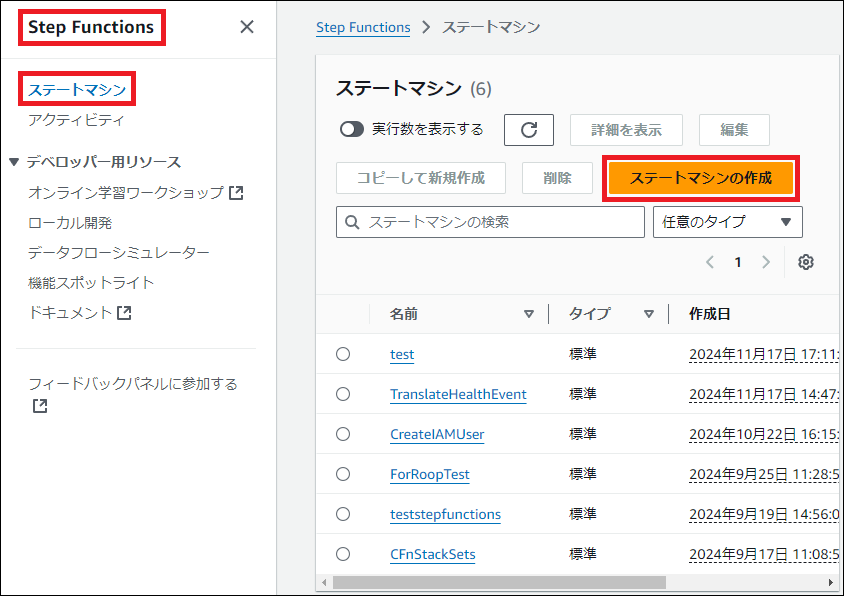 Step Functions
ステートマシン
アクティビティ
デベロッパー用リソース
オンライン学習ワークショップ
ローカル開発
データフローシミュレーター
機能スポットライト
ドキュメント
フィードバックパネルに参加する
Step Functions > ステートマシン
ステートマシン (6)
実行数を表示する
詳細を表示
編集
コピーして新規作成
削除
ステートマシンの作成
ステートマシンの検索
任意のタイプ
1
名前 タイプ 作成日
test 標準 2024年11月17日 17:11:
TranslateHealthEvent 標準 2024年11月17日 14:47:
CreateIAMUser 標準 2024年10月22日 16:15:
ForRoopTest 標準 2024年9月25日 11:28:5
teststepfunctions 標準 2024年9月19日 14:56:0
CFnStackSets 標準 2024年9月17日 11:08:5